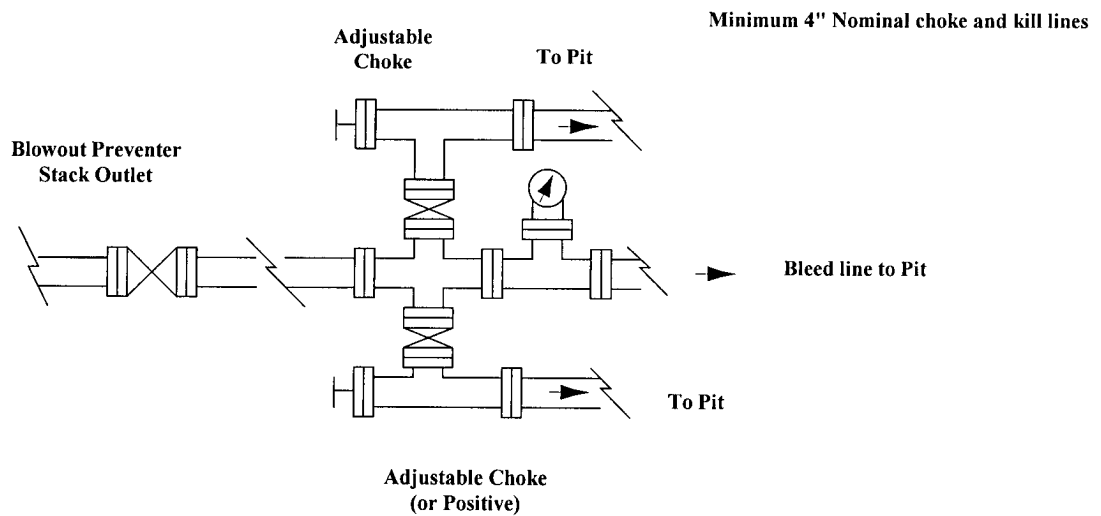 Minimum 4" Nominal choke and kill lines
Adjustable
Choke
To Pit
Blowout Preventer
Stack Outlet
Bleed line to Pit
To Pit
Adjustable Choke
(or Positive)